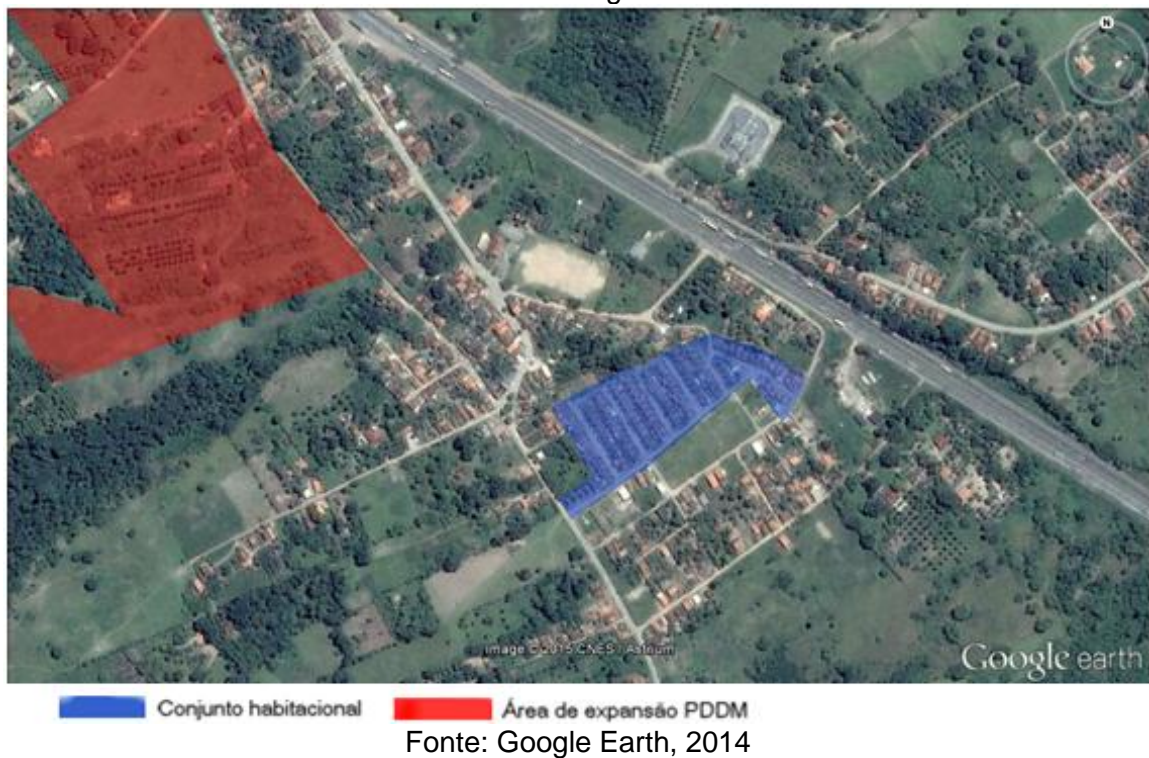 N
image © 2015 CNES / Astrium
Google earth
Conjunto habitacional
Área de expansão PDDM
Fonte: Google Earth, 2014